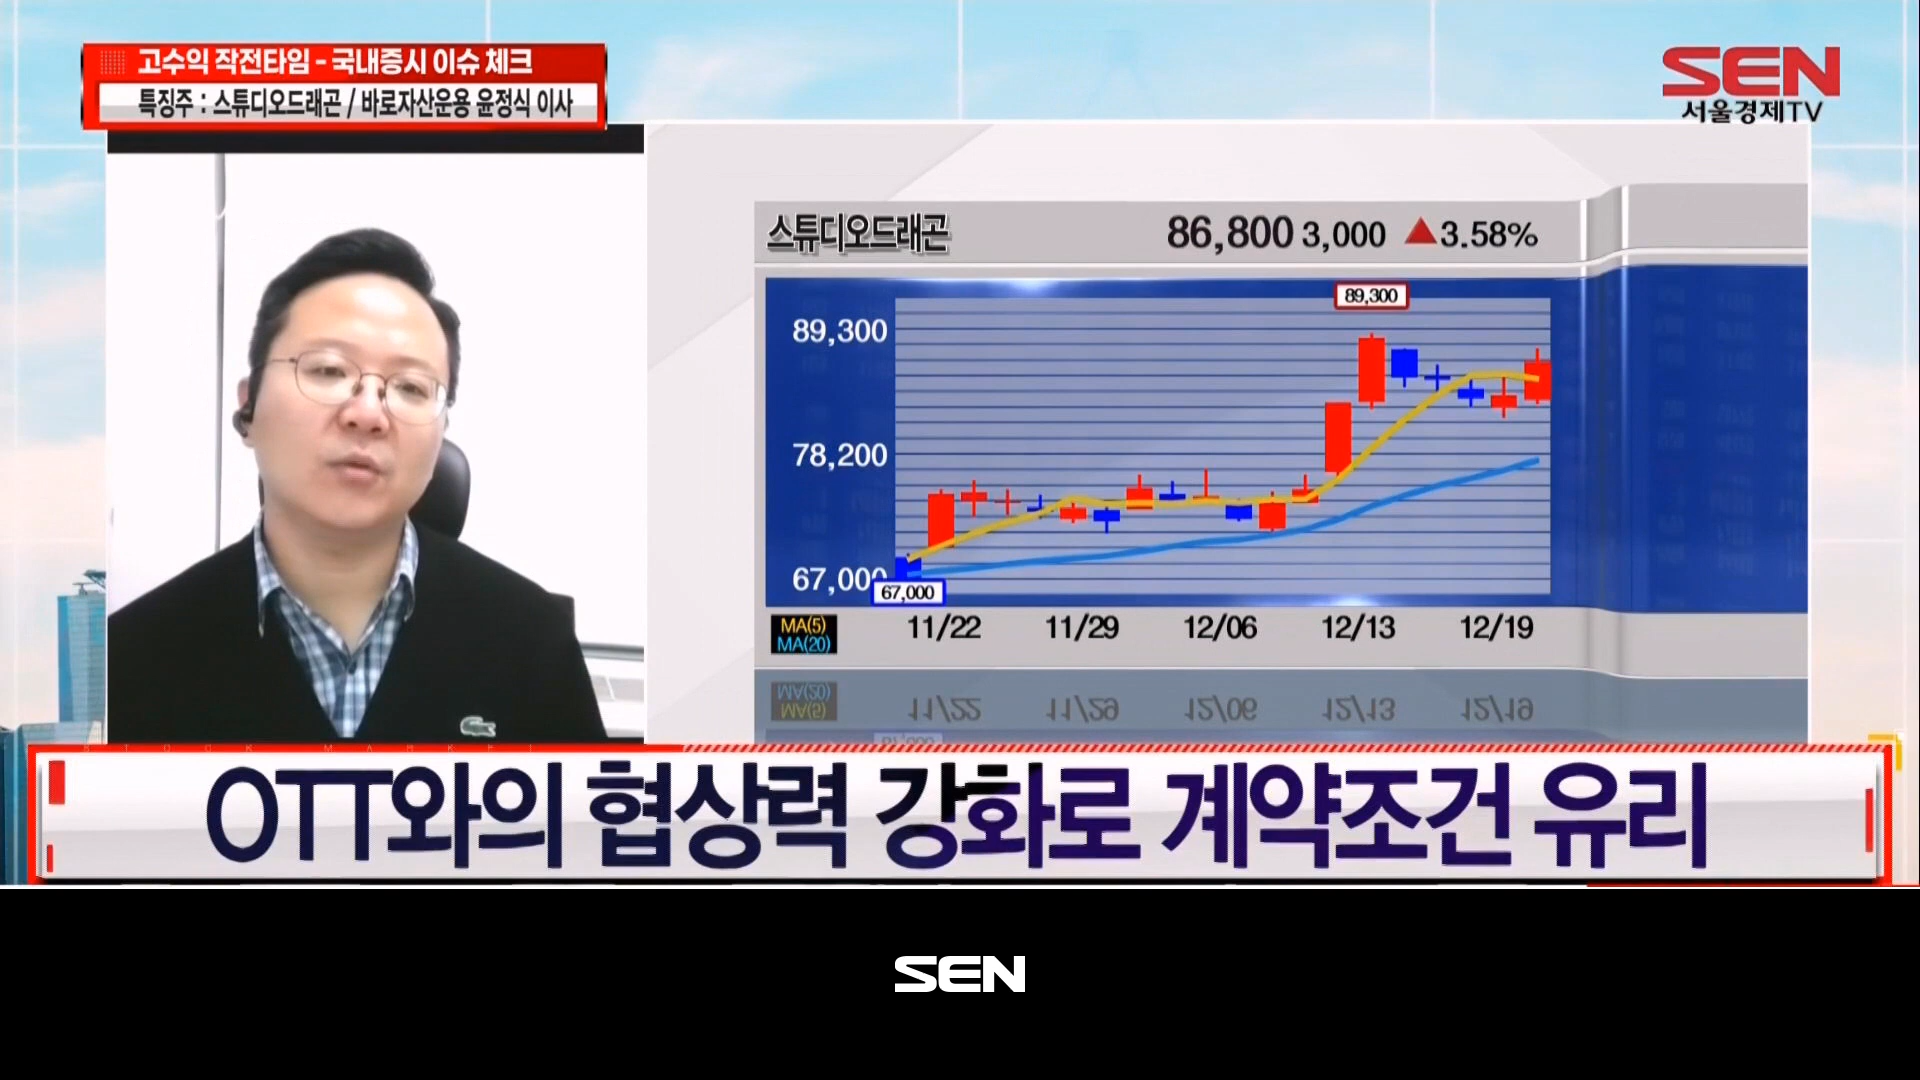 고수익 작전타임 - 국내증시 이슈 체크
특징주 : 스튜디오드래곤 / 바로자산운용 윤정식 이사
SEN
서울경제TV
스튜디오드래곤 86,800 3,000 ▲3.58%
89,300
89,300
78,200
67,000
67,000
MA(5)
MA(20)
11/22 11/29 12/06 12/13 12/19
STOCK MARKET
OTT와의 협상력 강화로 계약조건 유리
SEN